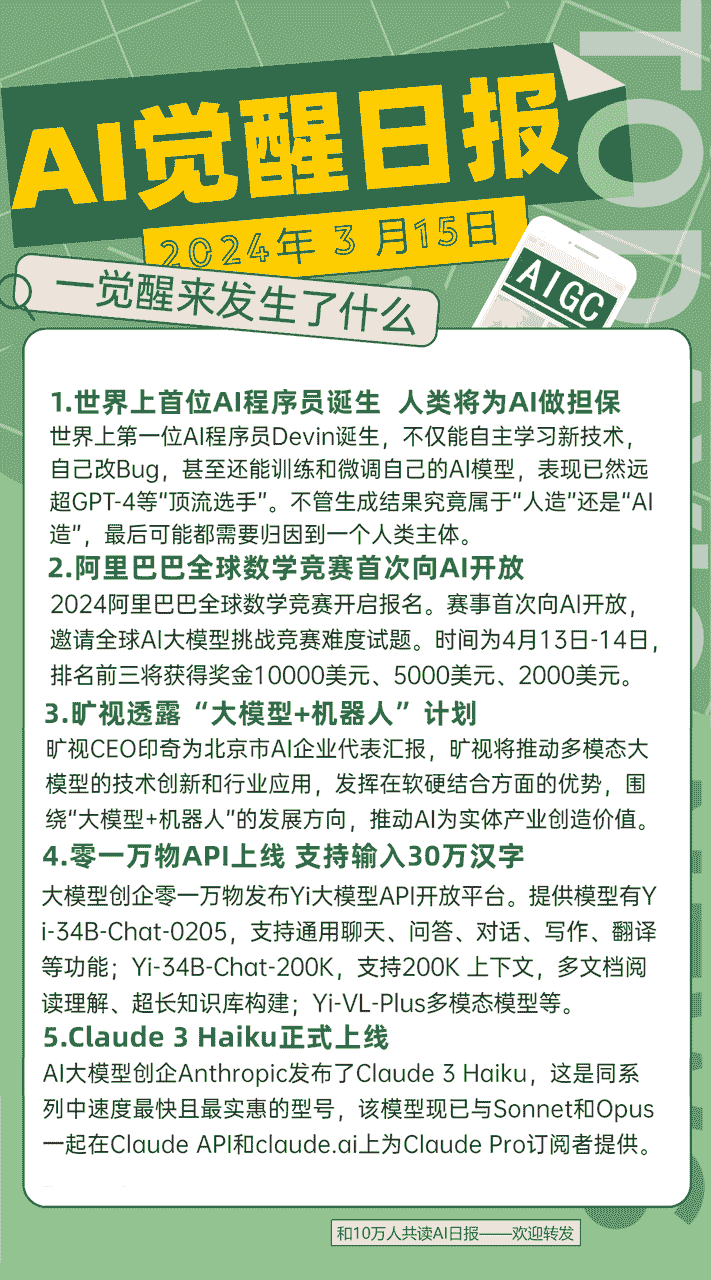 AI觉醒日报
2024年 3 月15日
一觉醒来发生了什么
AIGC
TOP
1.世界上首位AI程序员诞生 人类将为AI做担保
世界上第一位AI程序员Devin诞生，不仅能自主学习新技术，
自己改Bug，甚至还能训练和微调自己的AI模型，表现已然远
超GPT-4等“顶流选手”。不管生成结果究竟属于“人造”还是“AI
造”，最后可能都需要归因到一个人类主体。
2.阿里巴巴全球数学竞赛首次向AI开放
2024阿里巴巴全球数学竞赛开启报名。赛事首次向AI开放，
邀请全球AI大模型挑战竞赛难度试题。时间为4月13日-14日，
排名前三将获得奖金10000美元、5000美元、2000美元。
3.旷视透露“大模型+机器人”计划
旷视CEO印奇为北京市AI企业代表汇报，旷视将推动多模态大
模型的技术创新和行业应用，发挥在软硬结合方面的优势，围
绕“大模型+机器人”的发展方向，推动AI为实体产业创造价值。
4.零一万物API上线 支持输入30万汉字
大模型创企零一万物发布Yi大模型API开放平台。提供模型有Y
i-34B-Chat-0205，支持通用聊天、问答、对话、写作、翻译
等功能；Yi-34B-Chat-200K，支持200K 上下文，多文档阅
读理解、超长知识库构建；Yi-VL-Plus多模态模型等。
5.Claude 3 Haiku正式上线
AI大模型创企Anthropic发布了Claude 3 Haiku，这是同系
列中速度最快且最实惠的型号，该模型现已与Sonnet和Opus
一起在Claude API和claude.ai上为Claude Pro订阅者提供。
和10万人共读AI日报——欢迎转发